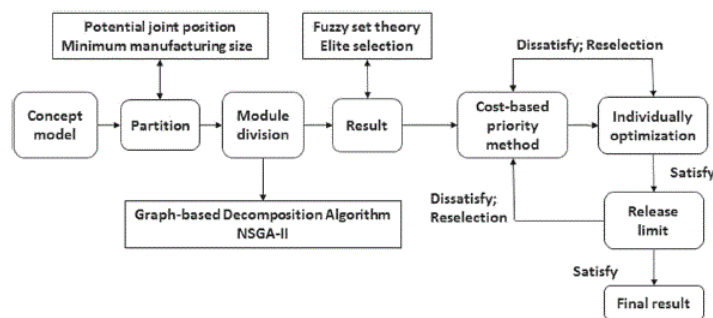 Potential joint position
Minimum manufacturing size
Fuzzy set theory
Elite selection
Dissatisfy; Reselection
Concept
model
Partition
Module
division
Result
Cost-based
priority
method
Individually
optimization
Satisfy
Dissatisfy;
Reselection
Graph-based Decomposition Algorithm
NSGA-II
Release
limit
Satisfy
Final result